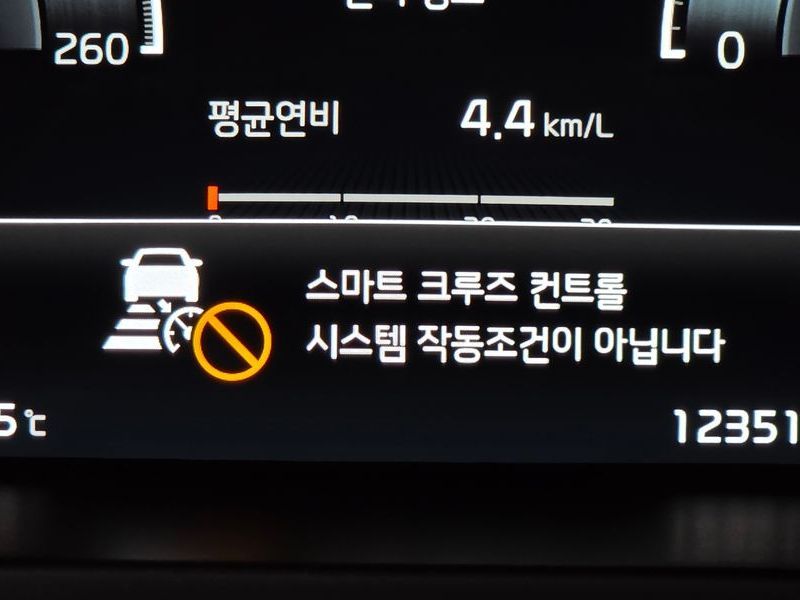 260
0
평균연비 4.4 km/L
스마트 크루즈 컨트롤
시스템 작동조건이 아닙니다
5℃ 12351